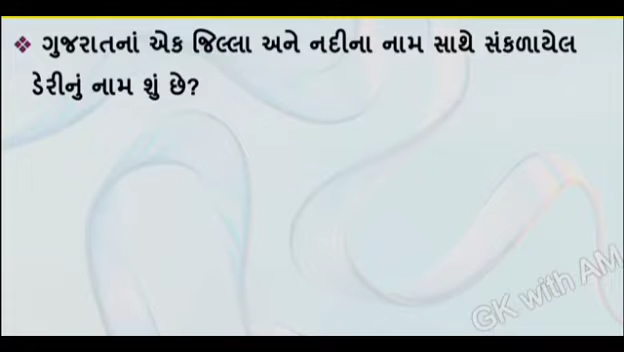 ❖ ગુજરાતનાં એક જિલ્લા અને નદીના નામ સાથે સંકળાયેલ
ડેરીનું નામ શું છે?
GK with AM